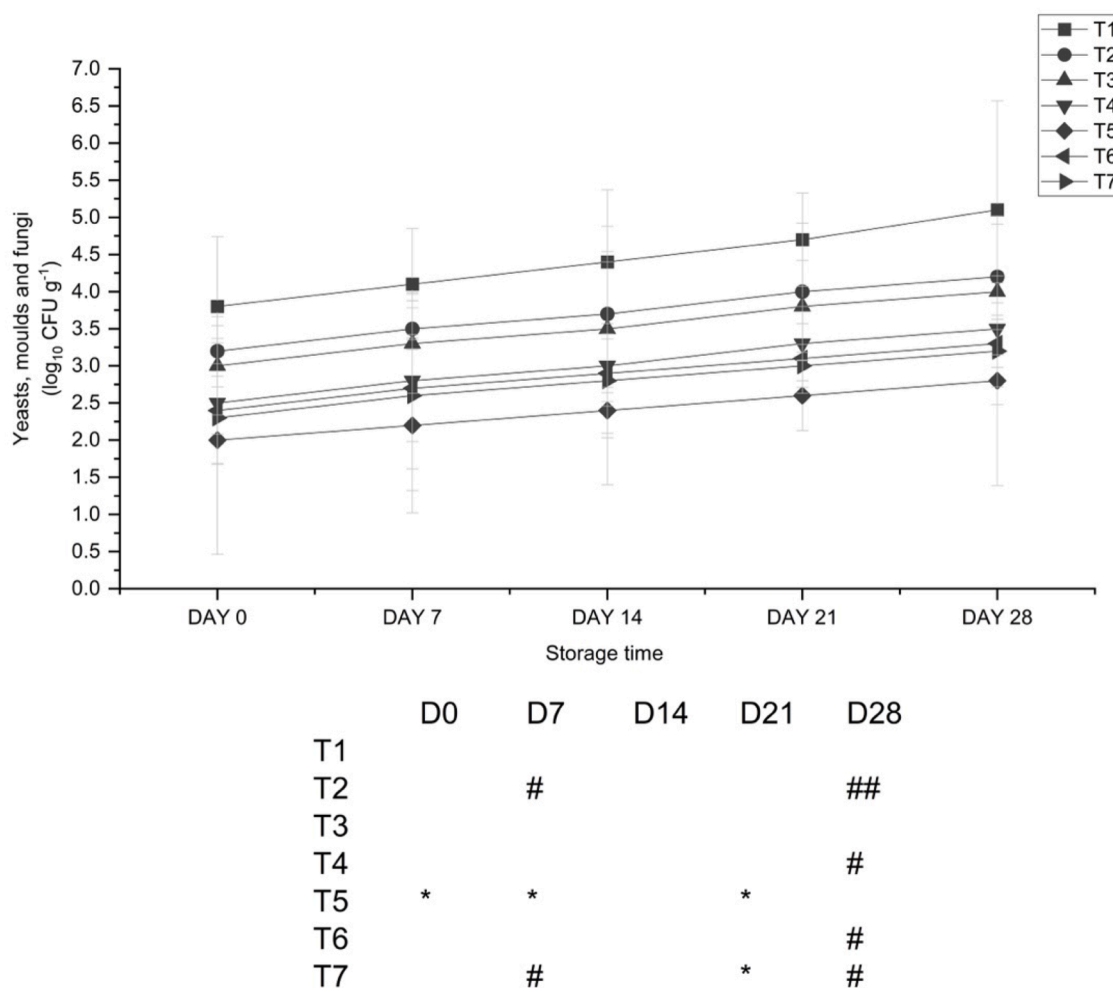 T1
T2
T3
T4
T5
T6
T7
7.0
6.5
6.0
5.5
5.0
4.5
4.0
3.5
3.0
2.5
2.0
1.5
1.0
0.5
0.0
Yeasts, moulds and fungi
(log₁₀ CFU g⁻¹)
DAY 0 DAY 7 DAY 14 DAY 21 DAY 28
Storage time
D0 D7 D14 D21 D28
T1
T2 # ##
T3
T4 #
T5 * * *
T6 #
T7 # * #